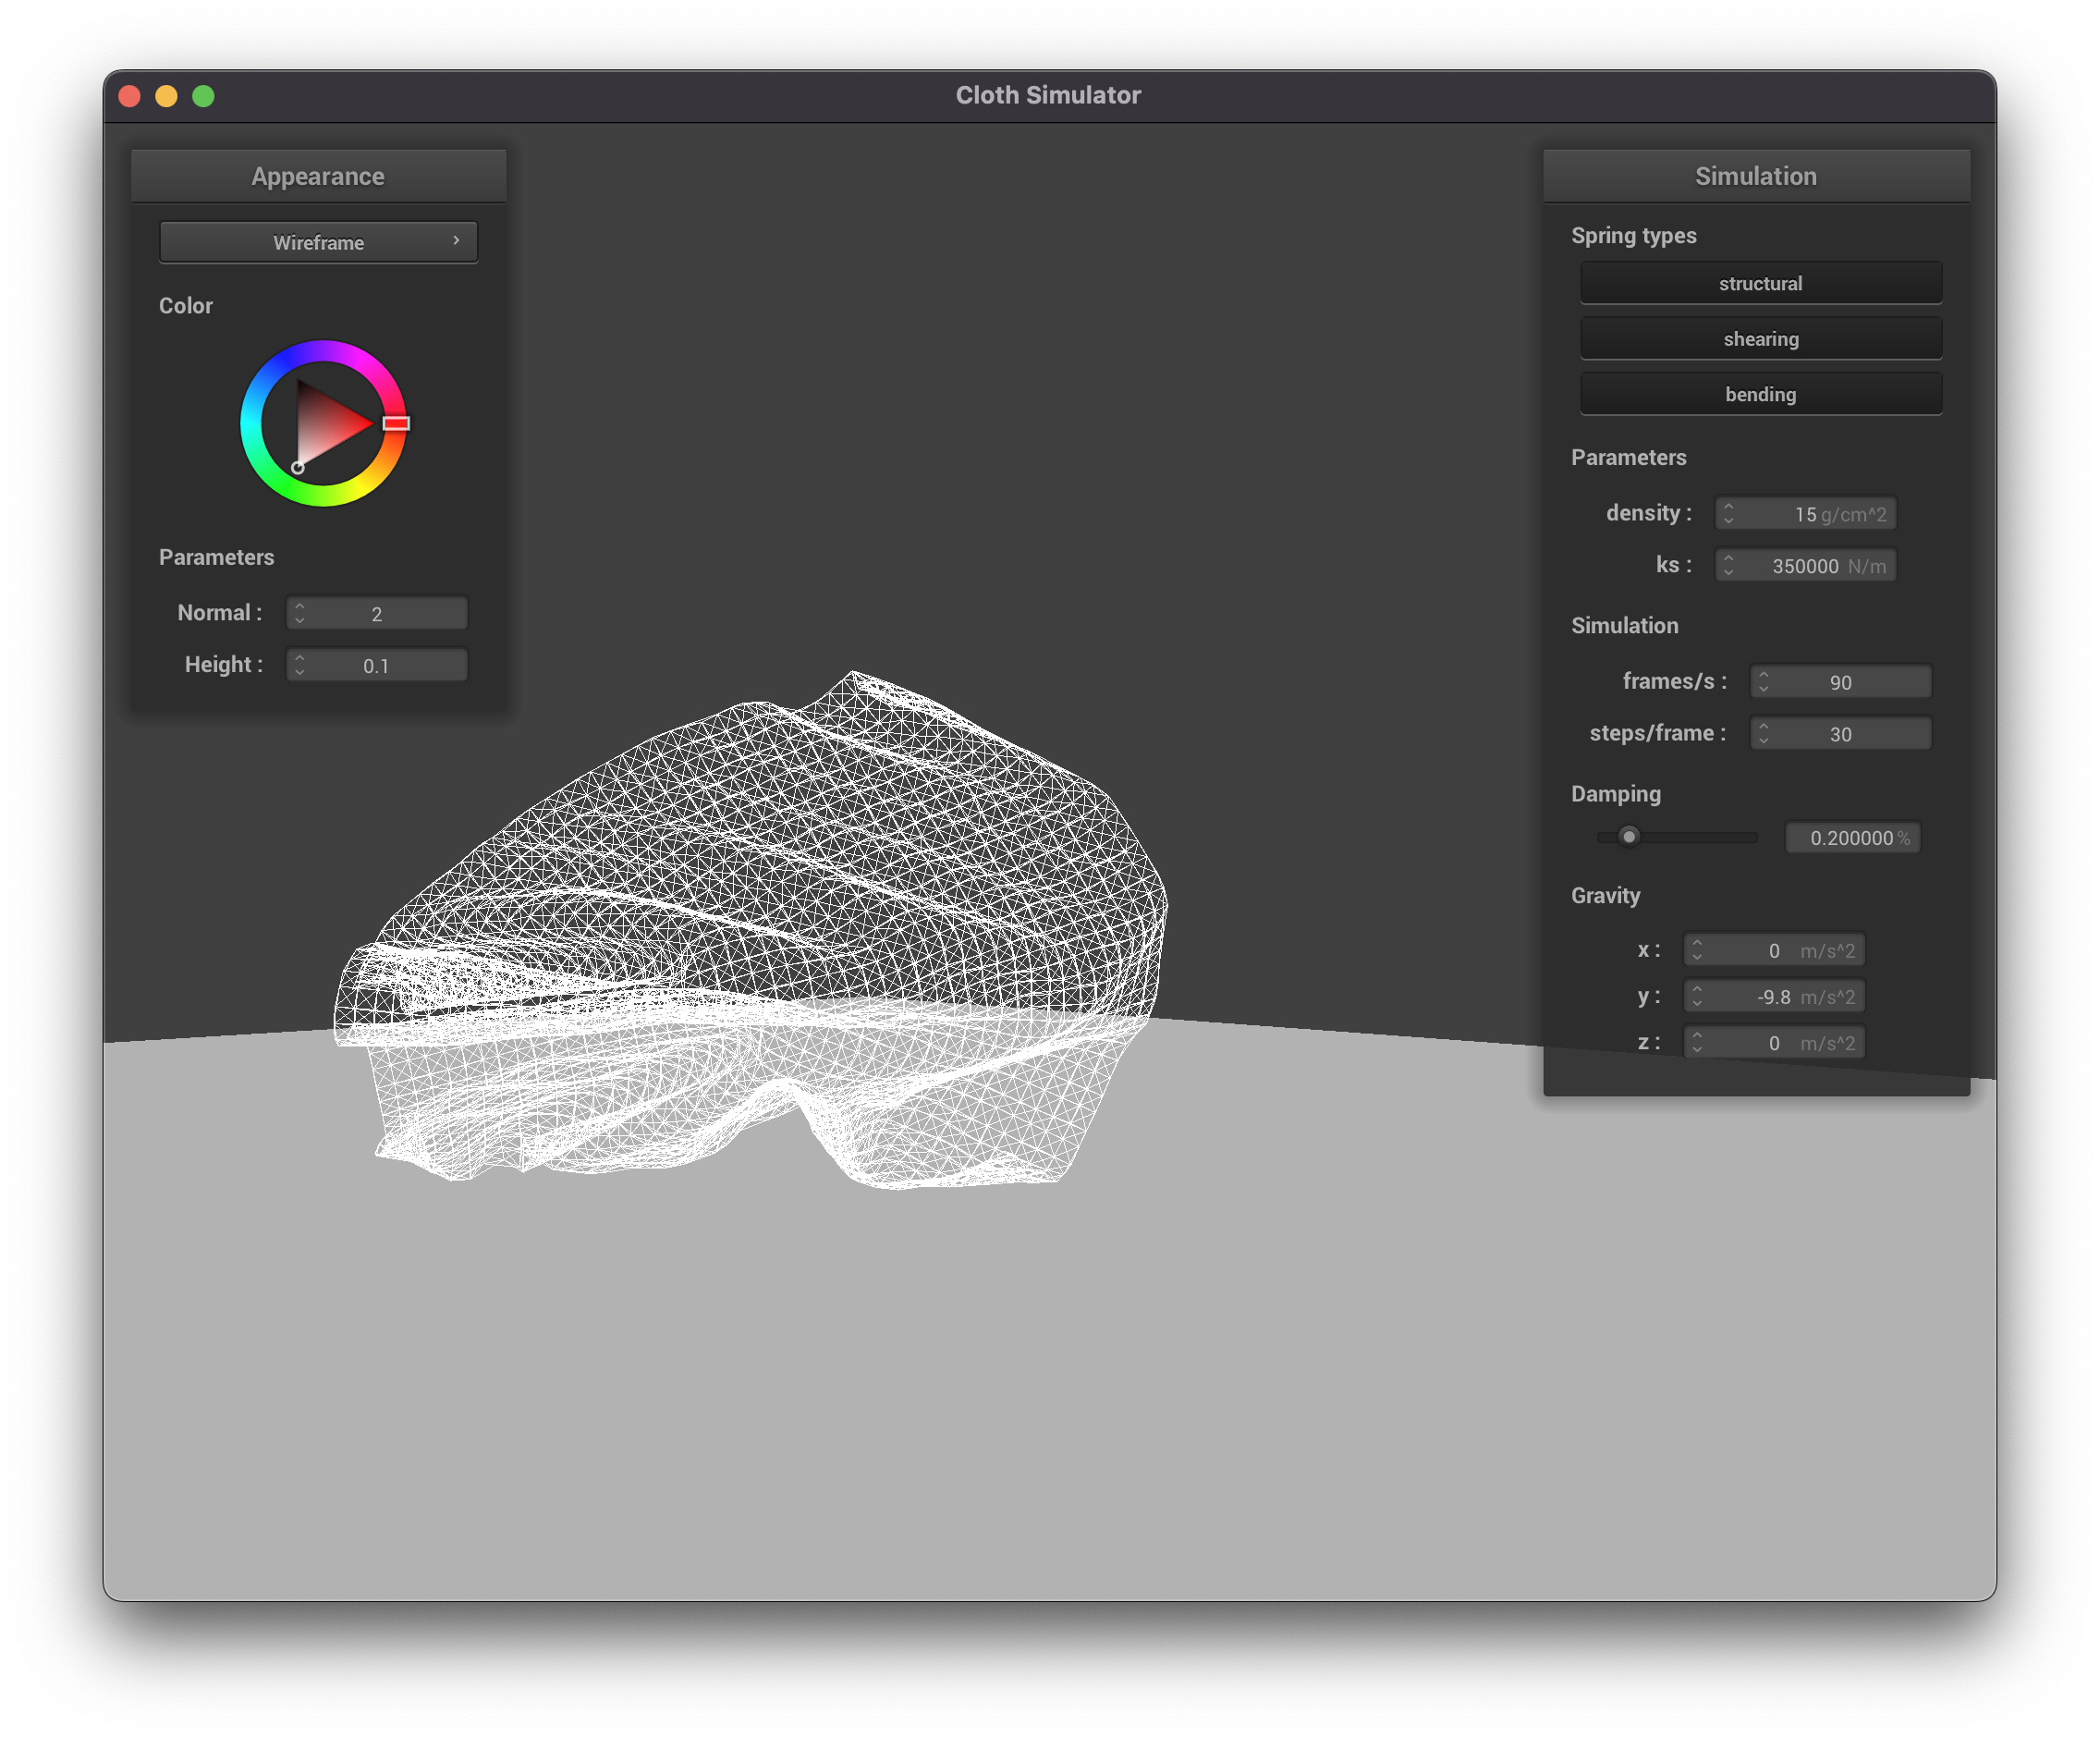 Cloth Simulator
Appearance
Wireframe
Color
Parameters
Normal : 2
Height : 0.1
Simulation
Spring types
structural
shearing
bending
Parameters
density : 15 g/cm^2
ks : 350000 N/m
Simulation
frames/s : 90
steps/frame : 30
Damping
0.200000 %
Gravity
x : 0 m/s^2
y : -9.8 m/s^2
z : 0 m/s^2